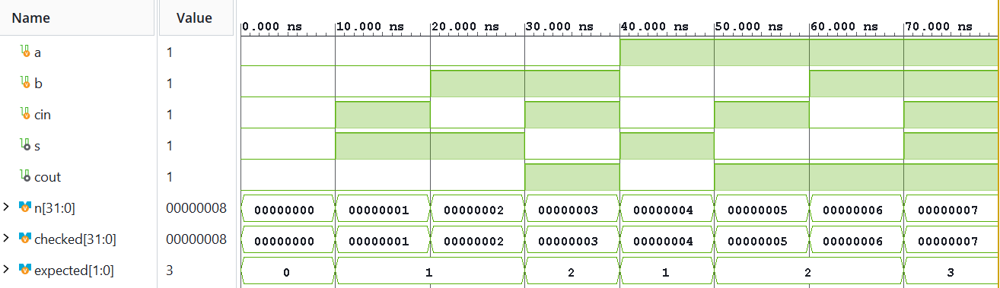 Name Value
0.000 ns 10.000 ns 20.000 ns 30.000 ns 40.000 ns 50.000 ns 60.000 ns 70.000 ns
a 1
b 1
cin 1
s 1
cout 1
n[31:0] 00000008 00000000 00000001 00000002 00000003 00000004 00000005 00000006 00000007
checked[31:0] 00000008 00000000 00000001 00000002 00000003 00000004 00000005 00000006 00000007
expected[1:0] 3 0 1 2 1 2 3